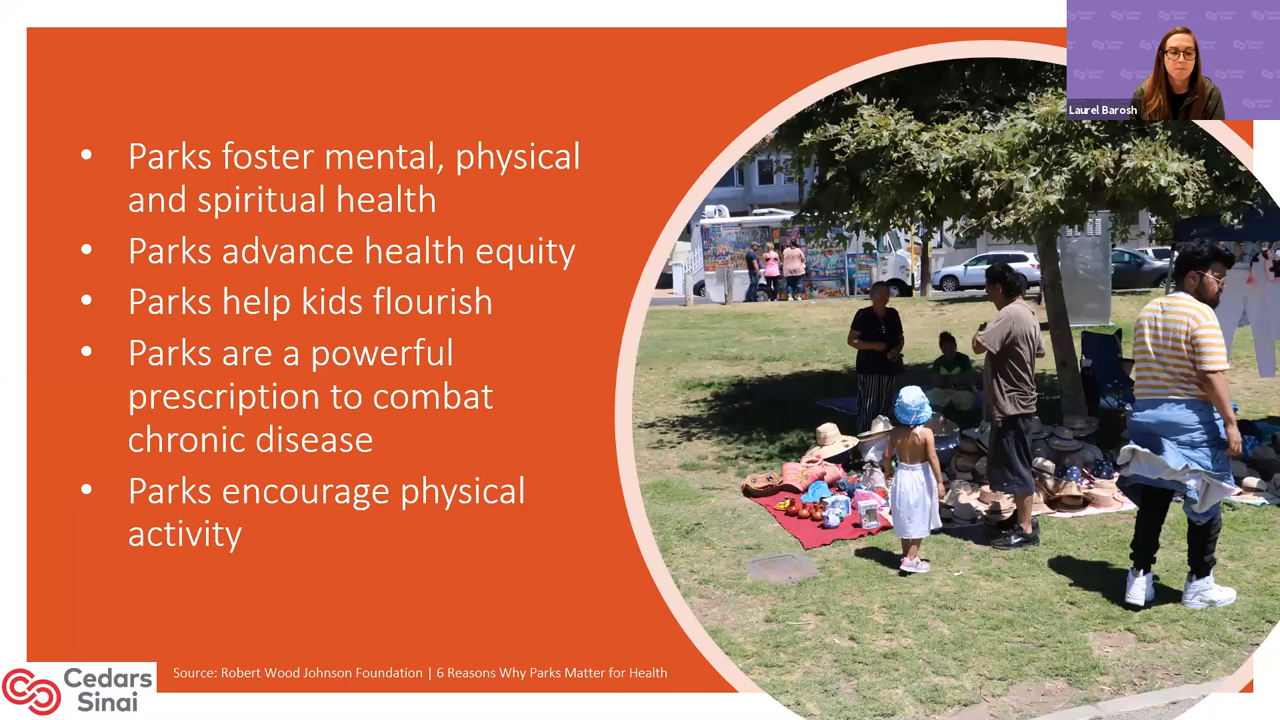 Cedars
Sinai
Laurel Barosh
• Parks foster mental, physical
and spiritual health
• Parks advance health equity
• Parks help kids flourish
• Parks are a powerful
prescription to combat
chronic disease
• Parks encourage physical
activity
Cedars
Sinai
Source: Robert Wood Johnson Foundation | 6 Reasons Why Parks Matter for Health